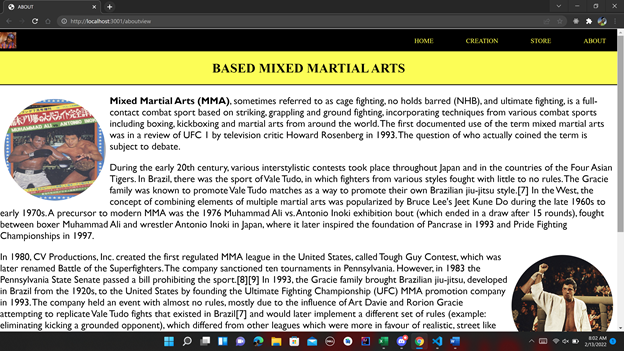 ABOUT
http://localhost:3001/aboutview
HOME CREATION STORE ABOUT
BASED MIXED MARTIAL ARTS
MUHAMMAD ALI ANTONIO INOKI
Mixed Martial Arts (MMA), sometimes referred to as cage fighting, no holds barred (NHB), and ultimate fighting, is a full-
contact combat sport based on striking, grappling and ground fighting, incorporating techniques from various combat sports
including boxing, kickboxing and martial arts from around the world. The first documented use of the term mixed martial arts
was in a review of UFC 1 by television critic Howard Rosenberg in 1993. The question of who actually coined the term is
subject to debate.
During the early 20th century, various interstylistic contests took place throughout Japan and in the countries of the Four Asian
Tigers. In Brazil, there was the sport of Vale Tudo, in which fighters from various styles fought with little to no rules. The Gracie
family was known to promote Vale Tudo matches as a way to promote their own Brazilian jiu-jitsu style.[7] In the West, the
concept of combining elements of multiple martial arts was popularized by Bruce Lee's Jeet Kune Do during the late 1960s to
early 1970s. A precursor to modern MMA was the 1976 Muhammad Ali vs. Antonio Inoki exhibition bout (which ended in a draw after 15 rounds), fought
between boxer Muhammad Ali and wrestler Antonio Inoki in Japan, where it later inspired the foundation of Pancrase in 1993 and Pride Fighting
Championships in 1997.
In 1980, CV Productions, Inc. created the first regulated MMA league in the United States, called Tough Guy Contest, which was
later renamed Battle of the Superfighters. The company sanctioned ten tournaments in Pennsylvania. However, in 1983 the
Pennsylvania State Senate passed a bill prohibiting the sport.[8][9] In 1993, the Gracie family brought Brazilian jiu-jitsu, developed
in Brazil from the 1920s, to the United States by founding the Ultimate Fighting Championship (UFC) MMA promotion company
in 1993. The company held an event with almost no rules, mostly due to the influence of Art Davie and Rorion Gracie
attempting to replicate Vale Tudo fights that existed in Brazil[7] and would later implement a different set of rules (example:
eliminating kicking a grounded opponent), which differed from other leagues which were more in favour of realistic, street like
8:02 AM
2/13/2022